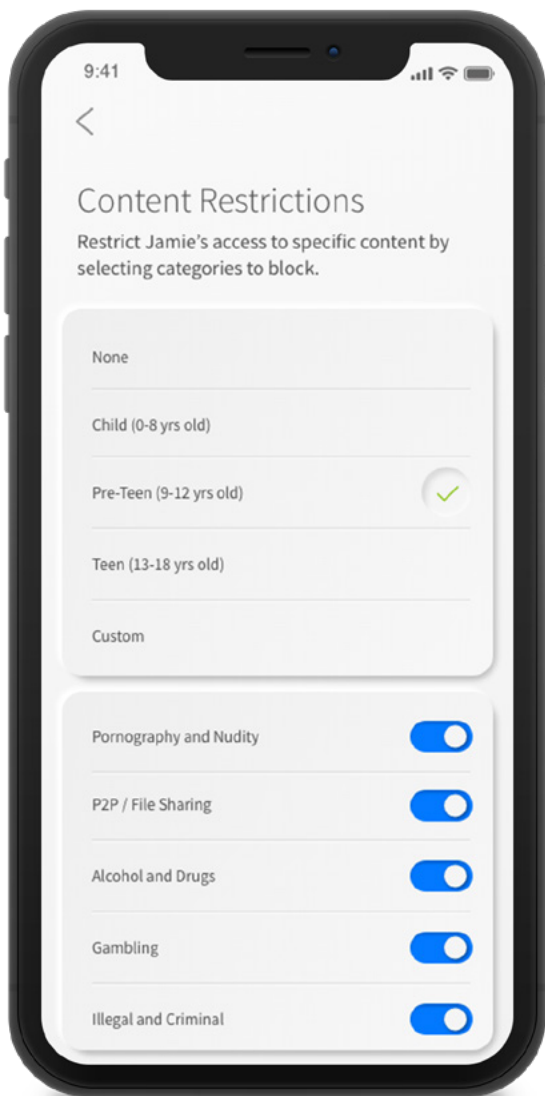 9:41
Content Restrictions
Restrict Jamie's access to specific content by
selecting categories to block.
None
Child (0-8 yrs old)
Pre-Teen (9-12 yrs old)
Teen (13-18 yrs old)
Custom
Pornography and Nudity
P2P / File Sharing
Alcohol and Drugs
Gambling
Illegal and Criminal